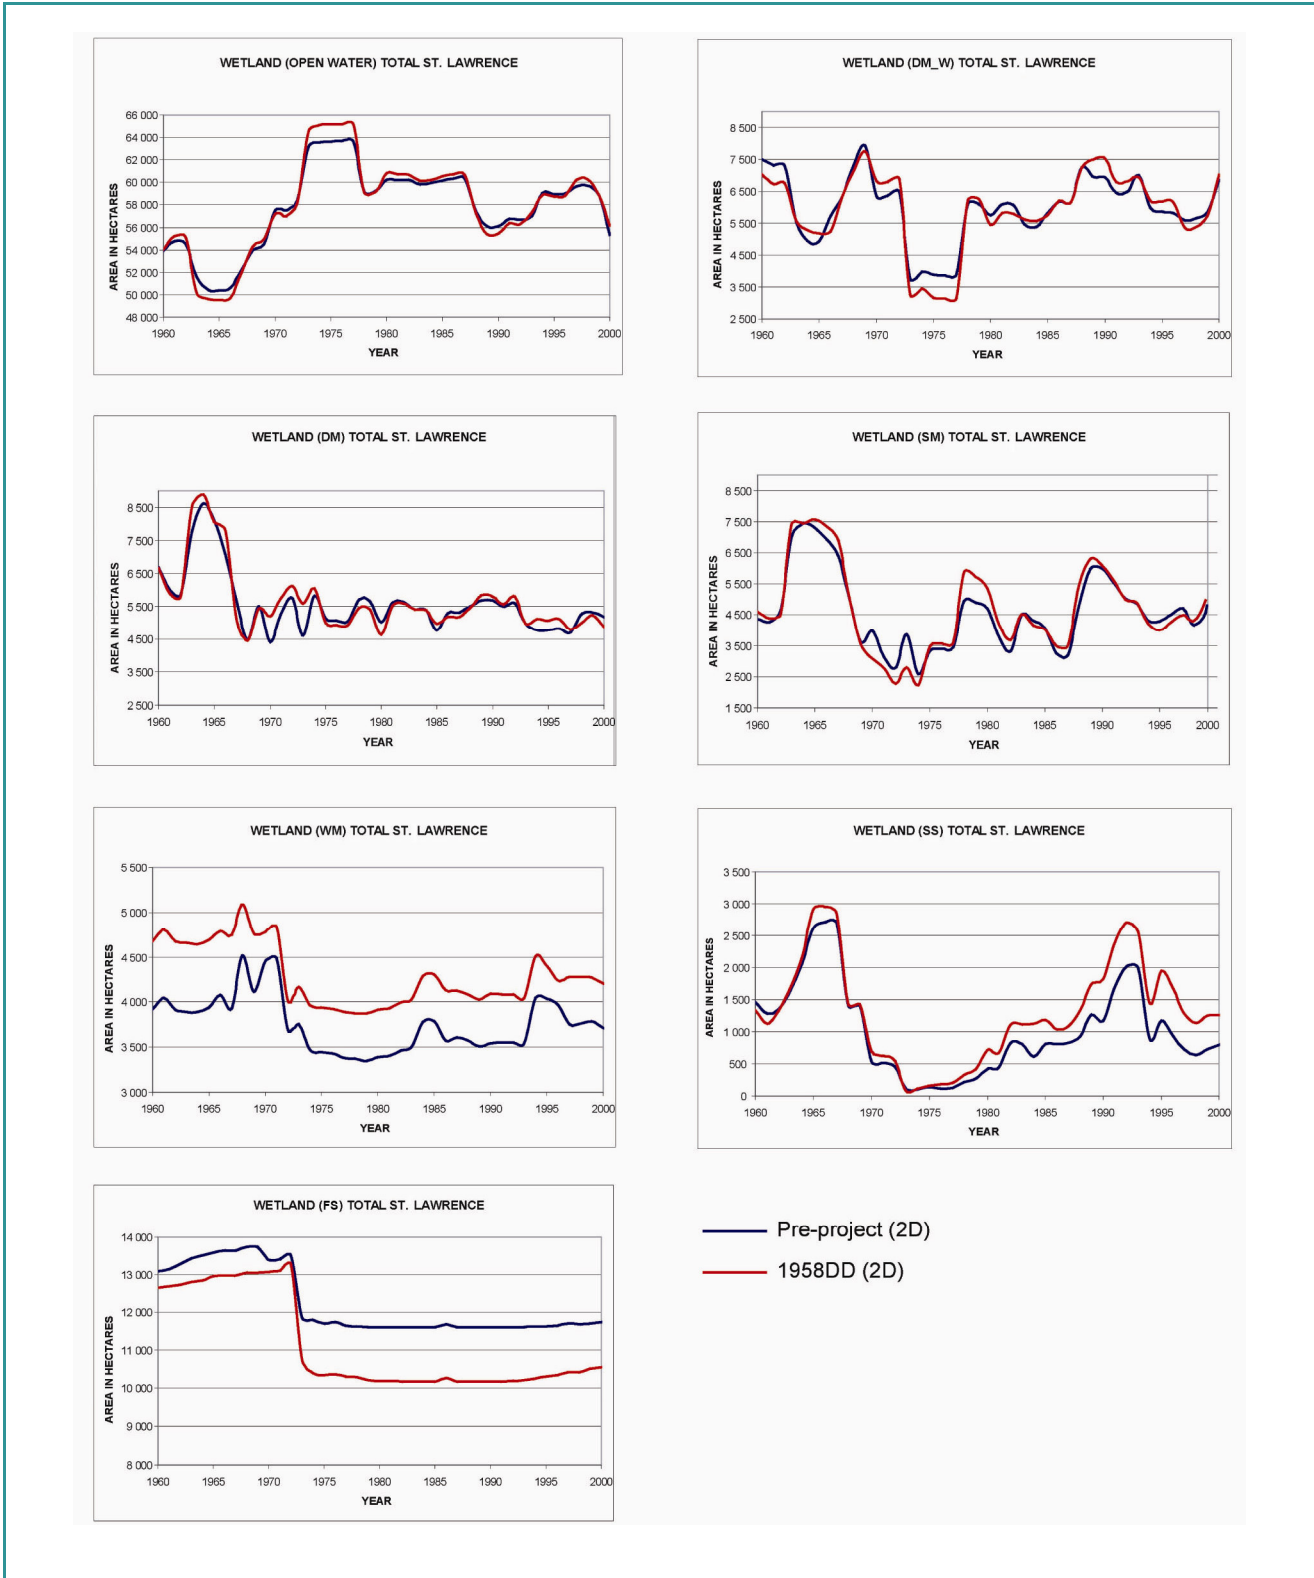 WETLAND (OPEN WATER) TOTAL ST. LAWRENCE
AREA IN HECTARES
66 000
64 000
62 000
60 000
58 000
56 000
54 000
52 000
50 000
48 000
1960 1965 1970 1975 1980 1985 1990 1995 2000
YEAR
WETLAND (DM_W) TOTAL ST. LAWRENCE
AREA IN HECTARES
8 500
7 500
6 500
5 500
4 500
3 500
2 500
1960 1965 1970 1975 1980 1985 1990 1995 2000
YEAR
WETLAND (DM) TOTAL ST. LAWRENCE
AREA IN HECTARES
8 500
7 500
6 500
5 500
4 500
3 500
2 500
1960 1965 1970 1975 1980 1985 1990 1995 2000
YEAR
WETLAND (SM) TOTAL ST. LAWRENCE
AREA IN HECTARES
8 500
7 500
6 500
5 500
4 500
3 500
2 500
1 500
1960 1965 1970 1975 1980 1985 1990 1995 2000
YEAR
WETLAND (WM) TOTAL ST. LAWRENCE
AREA IN HECTARES
5 500
5 000
4 500
4 000
3 500
3 000
1960 1965 1970 1975 1980 1985 1990 1995 2000
YEAR
WETLAND (SS) TOTAL ST. LAWRENCE
AREA IN HECTARES
3 500
3 000
2 500
2 000
1 500
1 000
500
0
1960 1965 1970 1975 1980 1985 1990 1995 2000
YEAR
WETLAND (FS) TOTAL ST. LAWRENCE
AREA IN HECTARES
14 000
13 000
12 000
11 000
10 000
9 000
8 000
1960 1965 1970 1975 1980 1985 1990 1995 2000
YEAR
Pre-project (2D)
1958DD (2D)